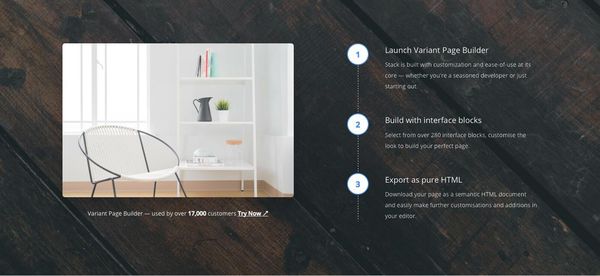 1
Launch Variant Page Builder
Stack is built with customization and ease-of-use at its
core — whether you're a seasoned developer or just
starting out.
2
Build with interface blocks
Select from over 280 interface blocks, customise the
look to build your perfect page.
3
Export as pure HTML
Download your page as a semantic HTML document
and easily make further customisations and additions in
your editor.
Variant Page Builder — used by over 17,000 customers Try Now ↗